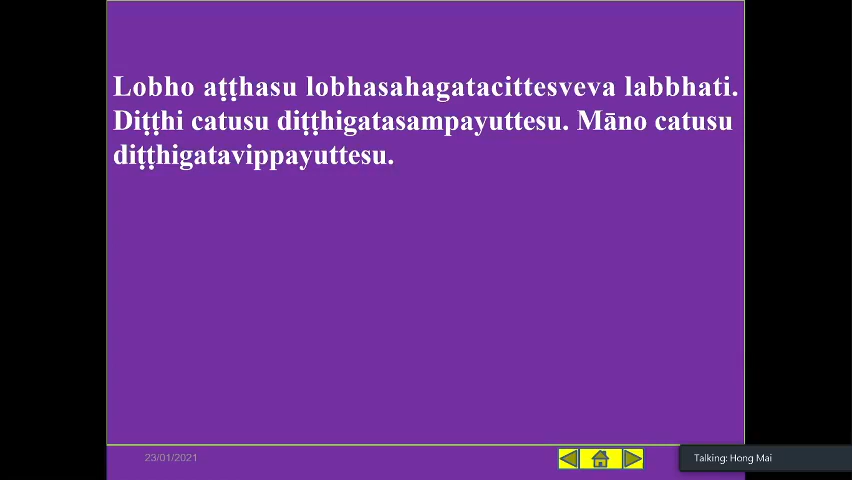 Lobho aṭṭhasu lobhasahagatacittesveva labbhati.
Diṭṭhi catusu diṭṭhigatasampayuttesu. Māno catusu
diṭṭhigatavippayuttesu.
23/01/2021
Talking: Hong Mai